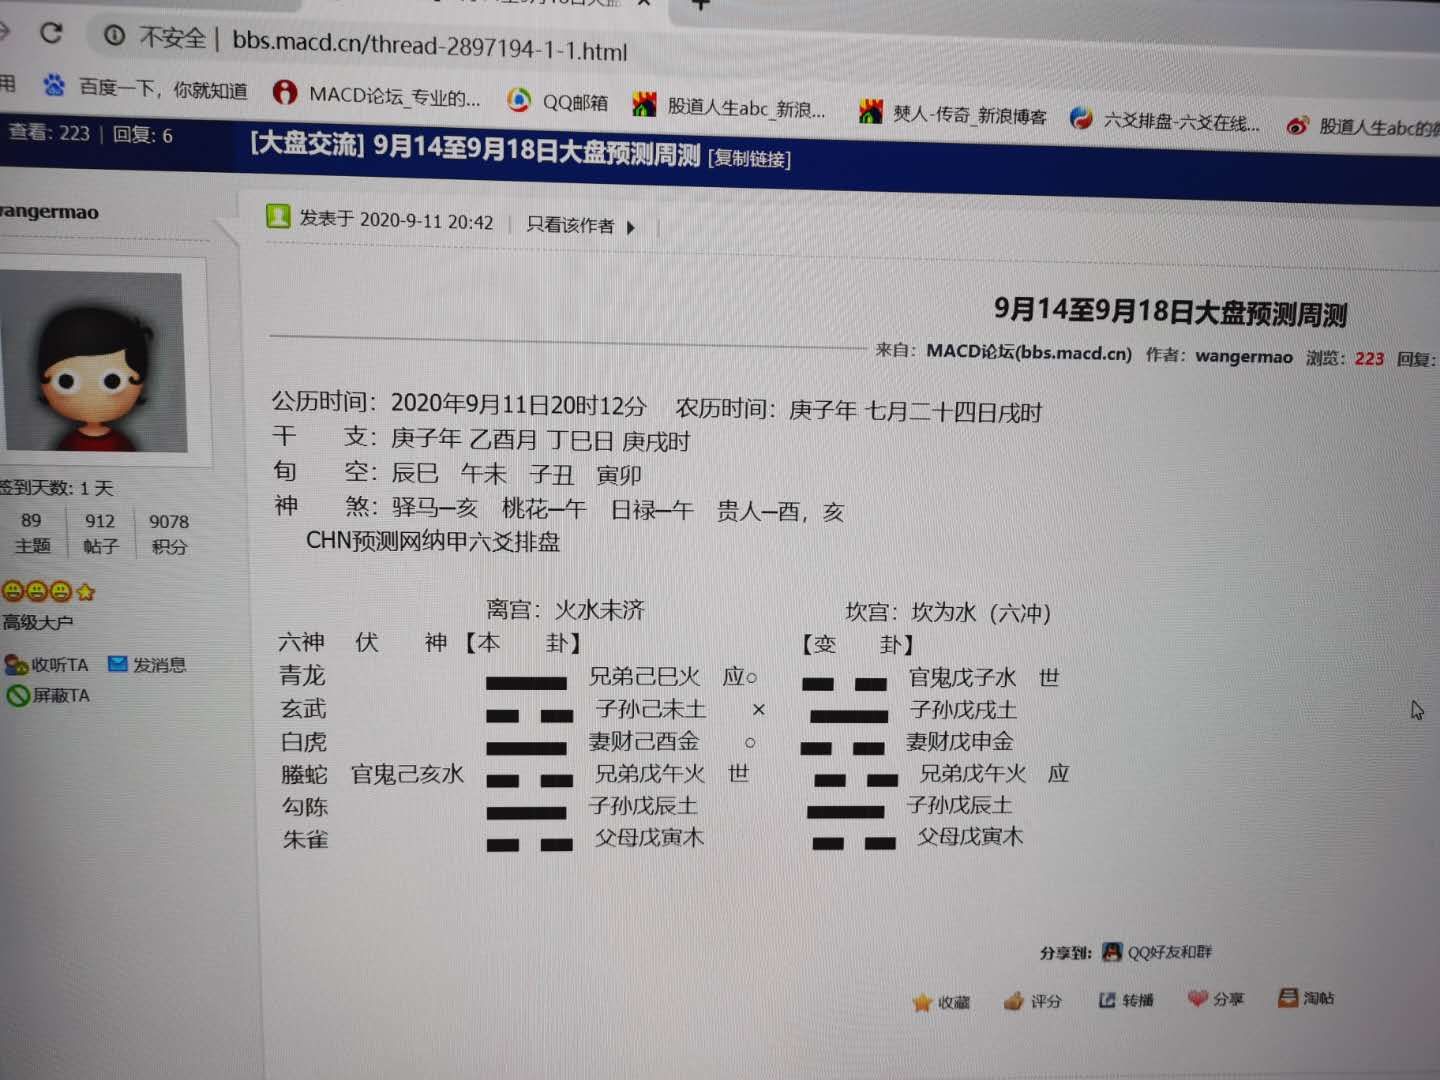 不安全 | bbs.macd.cn/thread-2897194-1-1.html
用 百度一下，你就知道 MACD论坛_专业的... QQ邮箱 股道人生abc_新浪... 僰人-传奇_新浪博客 六爻排盘-六爻在线... 股道人生abc的
查看: 223 | 回复: 6 [大盘交流] 9月14至9月18日大盘预测周测 [复制链接]
wangermao
发表于 2020-9-11 20:42 | 只看该作者
9月14至9月18日大盘预测周测
来自：MACD论坛(bbs.macd.cn) 作者：wangermao 浏览：223 回复：
公历时间：2020年9月11日20时12分 农历时间：庚子年 七月二十四日戌时
干 支：庚子年 乙酉月 丁巳日 庚戌时
旬 空：辰巳 午未 子丑 寅卯
神 煞：驿马—亥 桃花—午 日禄—午 贵人—酉，亥
CHN预测网纳甲六爻排盘
离宫：火水未济 坎宫：坎为水（六冲）
六神 伏 神【本 卦】 【变 卦】
青龙 兄弟己巳火 应○ 官鬼戊子水 世
玄武 子孙己未土 × 子孙戊戌土
白虎 妻财己酉金 ○ 妻财戊申金
螣蛇 官鬼己亥水 兄弟戊午火 世 兄弟戊午火 应
勾陈 子孙戊辰土 子孙戊辰土
朱雀 父母戊寅木 父母戊寅木
签到天数: 1 天
89 912 9078
主题 帖子 积分
高级大户
收听TA 发消息
屏蔽TA
分享到: QQ好友和群
收藏 评分 转播 分享 淘帖